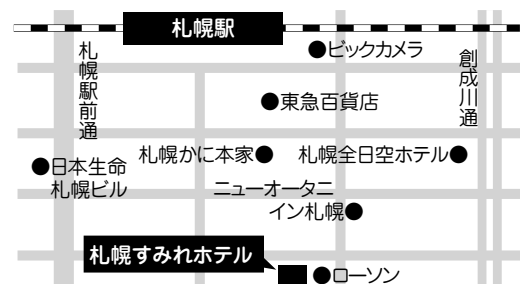 札幌駅
●ビックカメラ
札幌駅前通
創成川通
●東急百貨店
札幌かに本家●
札幌全日空ホテル●
●日本生命
札幌ビル
ニューオータニ
イン札幌●
札幌すみれホテル
●ローソン